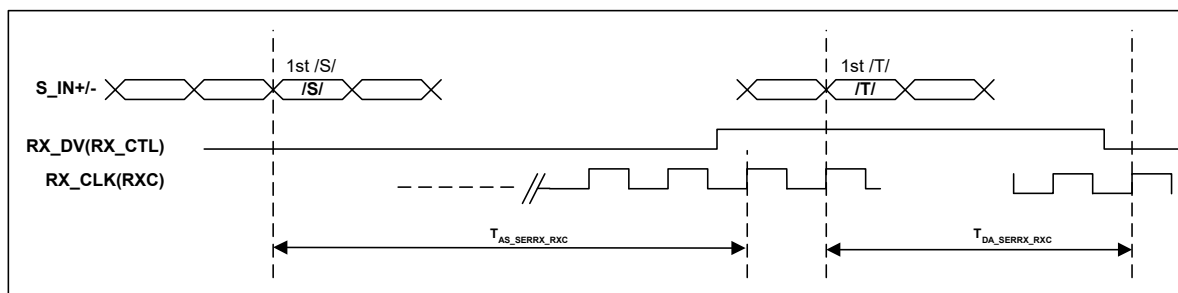 1st /S/
1st /T/
S_IN+/-
/S/
/T/
RX_DV(RX_CTL)
RX_CLK(RXC)
T_AS_SERRX_RXC
T_DA_SERRX_RXC